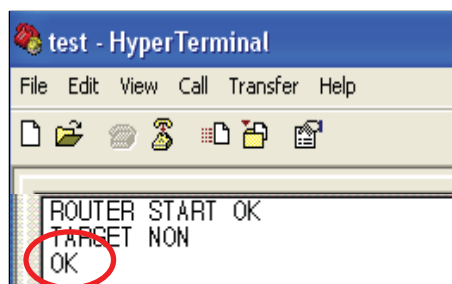 test - HyperTerminal
File Edit View Call Transfer Help
ROUTER START OK
TARGET NON
OK